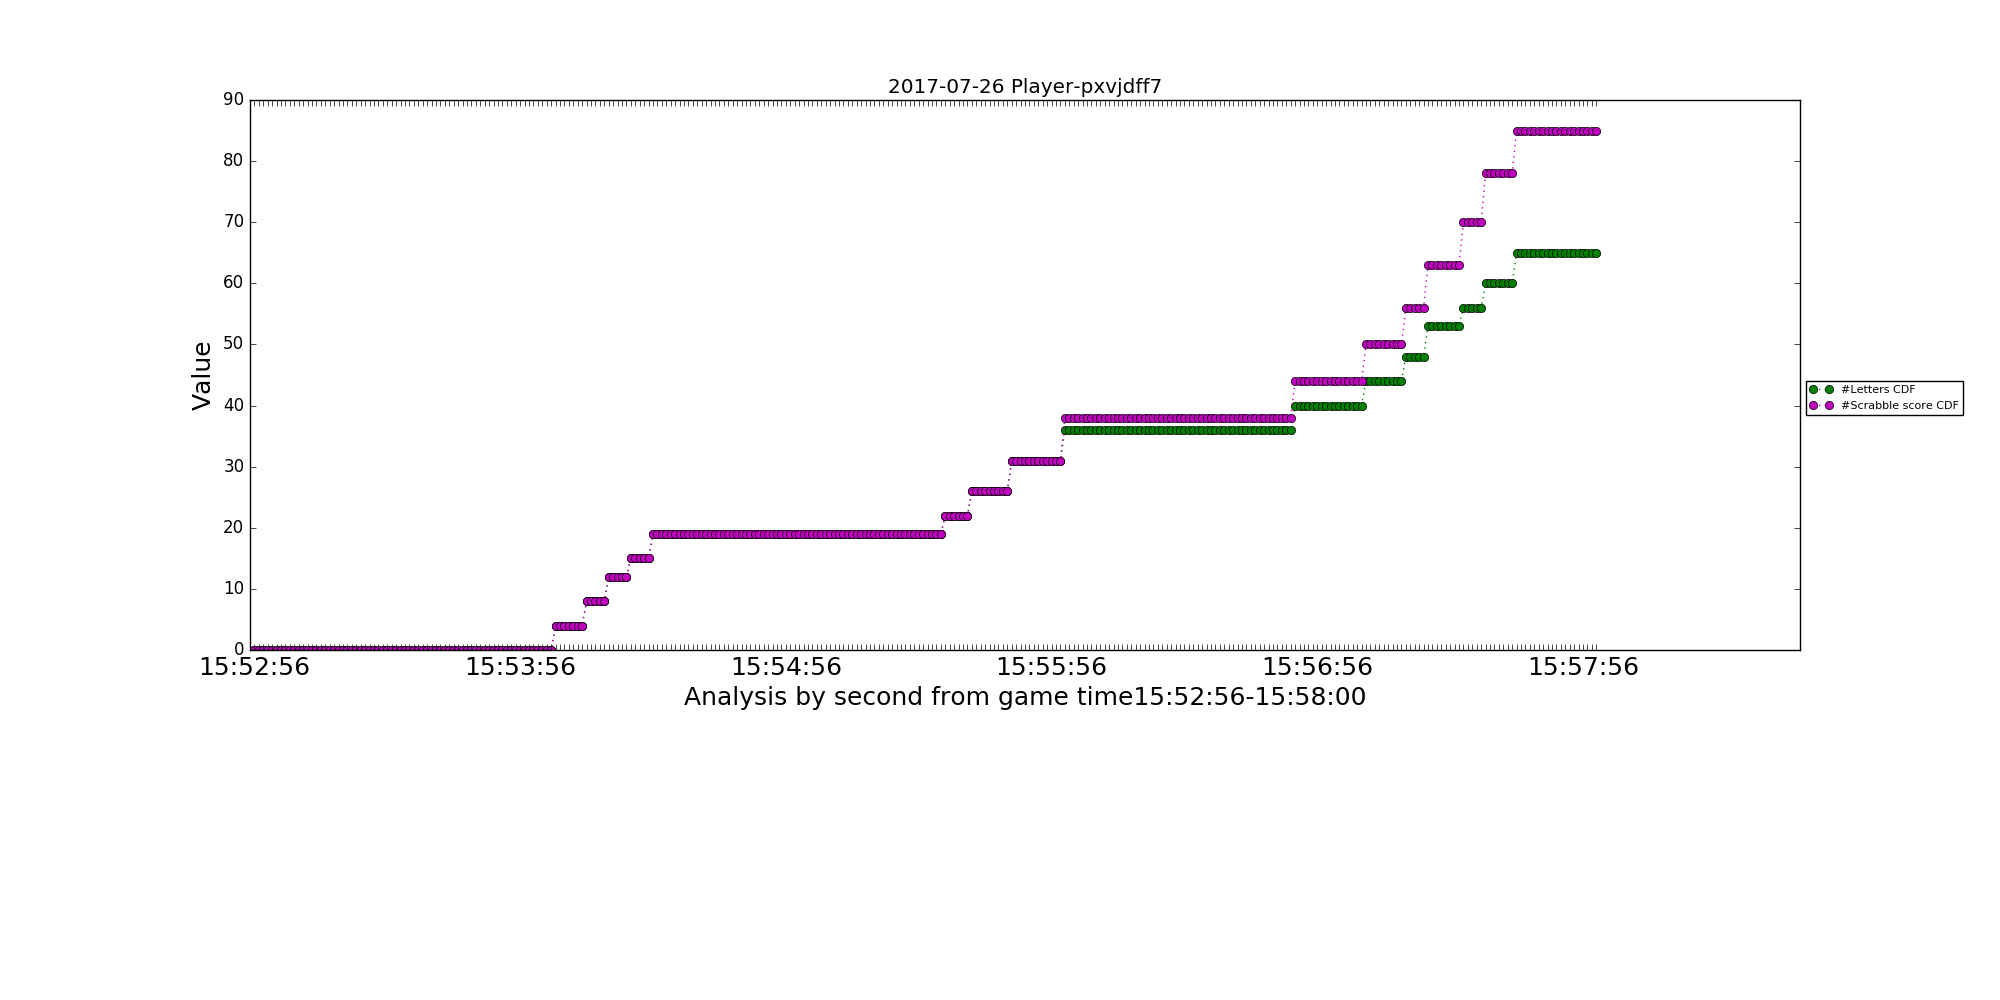 2017-07-26 Player-pxvjdff7
90
80
70
60
50
40
30
20
10
0
Value
15:52:56 15:53:56 15:54:56 15:55:56 15:56:56 15:57:56
Analysis by second from game time15:52:56-15:58:00
#Letters CDF
#Scrabble score CDF